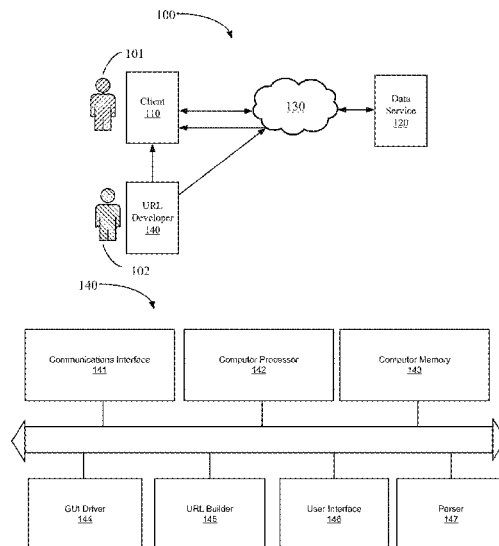 100
101
Client
110
130
Data
Service
120
URL
Developer
140
102
140
Communications Interface
141
Computer Processor
142
Computer Memory
143
GUI Driver
144
URL Builder
145
User Interface
146
Parser
147